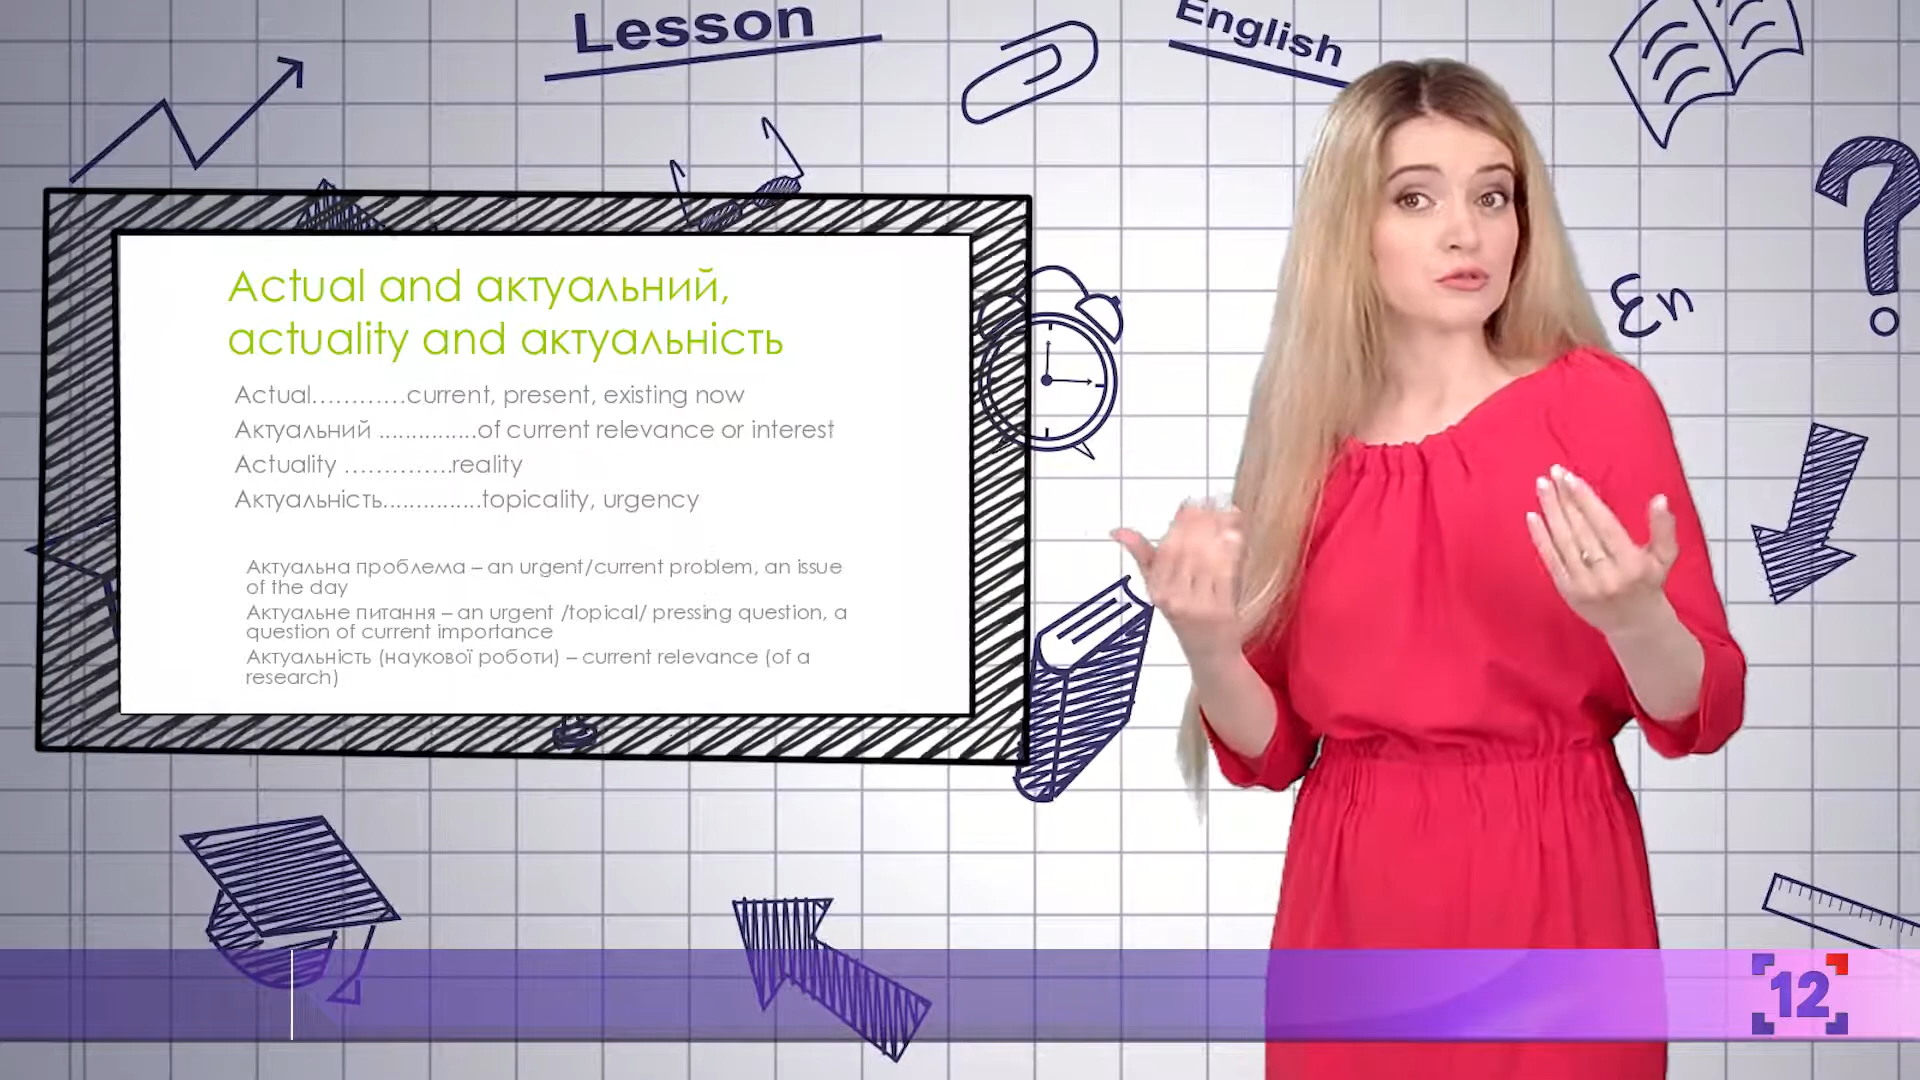 Lesson
English
Actual and актуальний,
actuality and актуальність
Actual…………current, present, existing now
Актуальний ...............of current relevance or interest
Actuality …………..reality
Актуальність...............topicality, urgency
Актуальна проблема – an urgent/current problem, an issue
of the day
Актуальне питання – an urgent /topical/ pressing question, a
question of current importance
Актуальність (наукової роботи) – current relevance (of a
research)
En
12